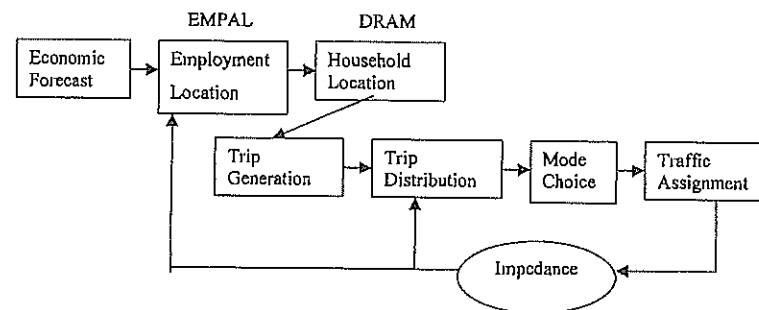 EMPAL
DRAM
Economic
Forecast
Employment
Location
Household
Location
Trip
Generation
Trip
Distribution
Mode
Choice
Traffic
Assignment
Impedance